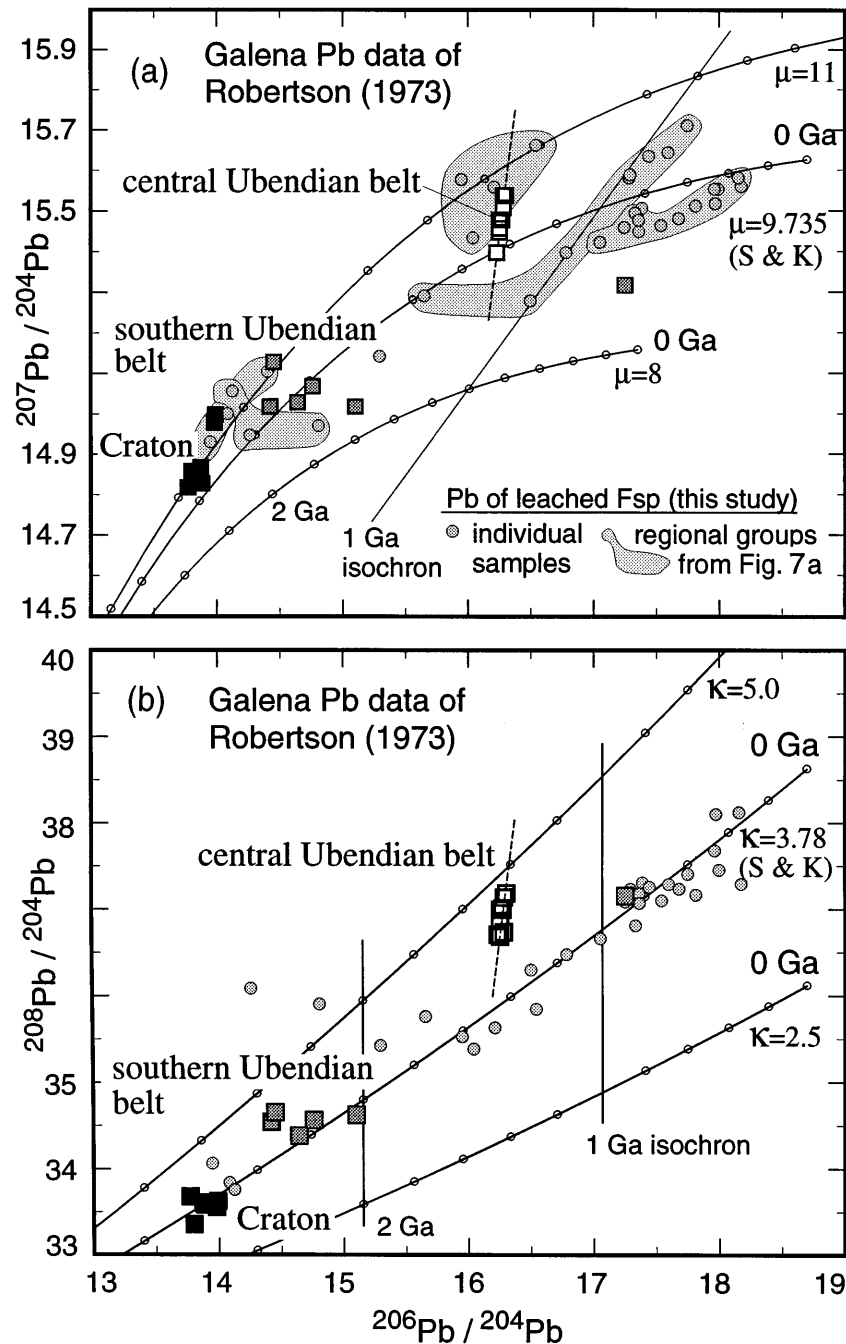 (a)
Galena Pb data of
Robertson (1973)
15.9
15.7
15.5
14.9
14.7
14.5
207Pb / 204Pb
μ=11
0 Ga
μ=9.735
(S & K)
0 Ga
μ=8
central Ubendian belt
southern Ubendian
belt
Craton
2 Ga
1 Ga
isochron
Pb of leached Fsp (this study)
individual
samples
regional groups
from Fig. 7a
(b)
Galena Pb data of
Robertson (1973)
40
39
38
35
34
33
208Pb / 204Pb
κ=5.0
0 Ga
κ=3.78
(S & K)
0 Ga
κ=2.5
central Ubendian belt
southern Ubendian
belt
Craton
2 Ga
1 Ga isochron
13 14 15 16 17 18 19
206Pb / 204Pb